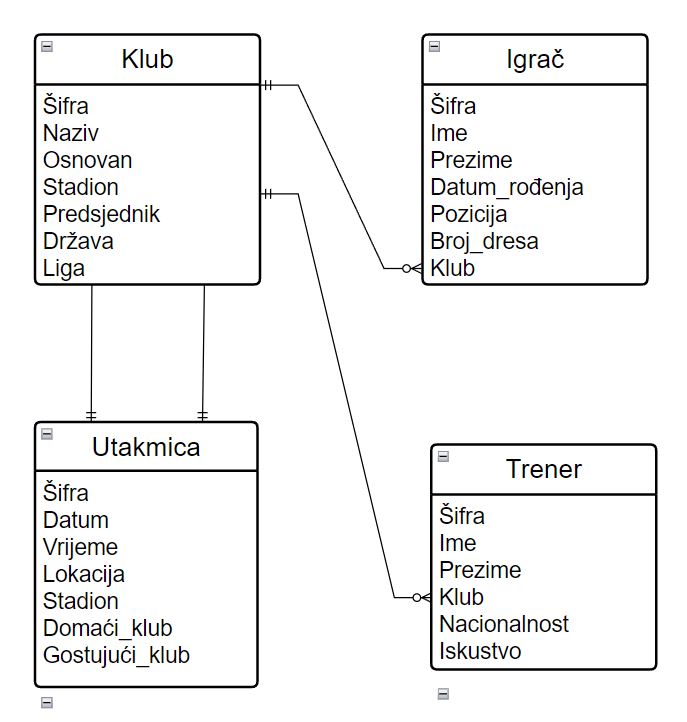 Klub
Šifra
Naziv
Osnovan
Stadion
Predsjednik
Država
Liga
Igrač
Šifra
Ime
Prezime
Datum_rođenja
Pozicija
Broj_dresa
Klub
Utakmica
Šifra
Datum
Vrijeme
Lokacija
Stadion
Domaći_klub
Gostujući_klub
Trener
Šifra
Ime
Prezime
Klub
Nacionalnost
Iskustvo